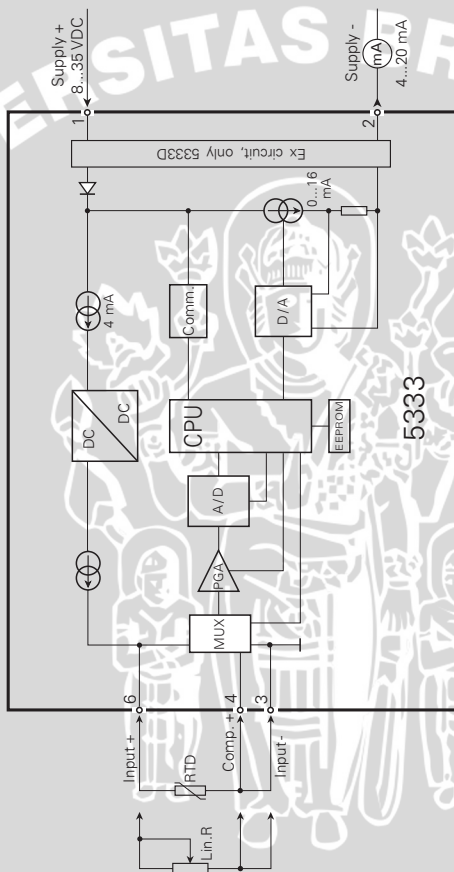 Supply +
8...35 VDC
Supply -
mA
4...20 mA
1
2
Ex circuit, only 5333D
4 mA
Comm.
0...16
mA
D/A
DC
DC
CPU
EEPROM
5333
A/D
PGA
MUX
6
4
3
Input +
RTD
Comp. +
Input -
Lin.R